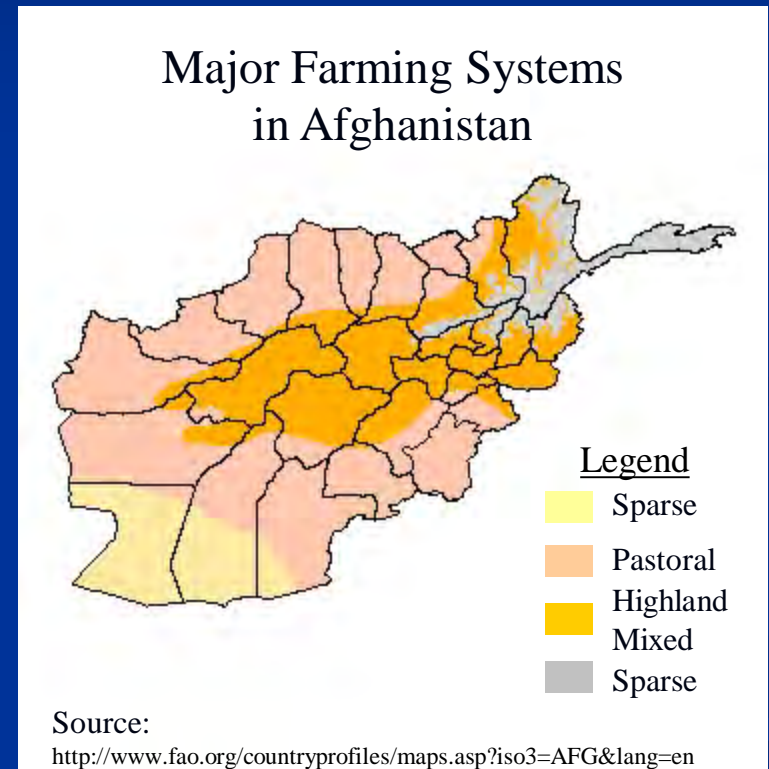 Major Farming Systems
in Afghanistan
Legend
Sparse
Pastoral
Highland
Mixed
Sparse
Source:
http://www.fao.org/countryprofiles/maps.asp?iso3=AFG&lang=en